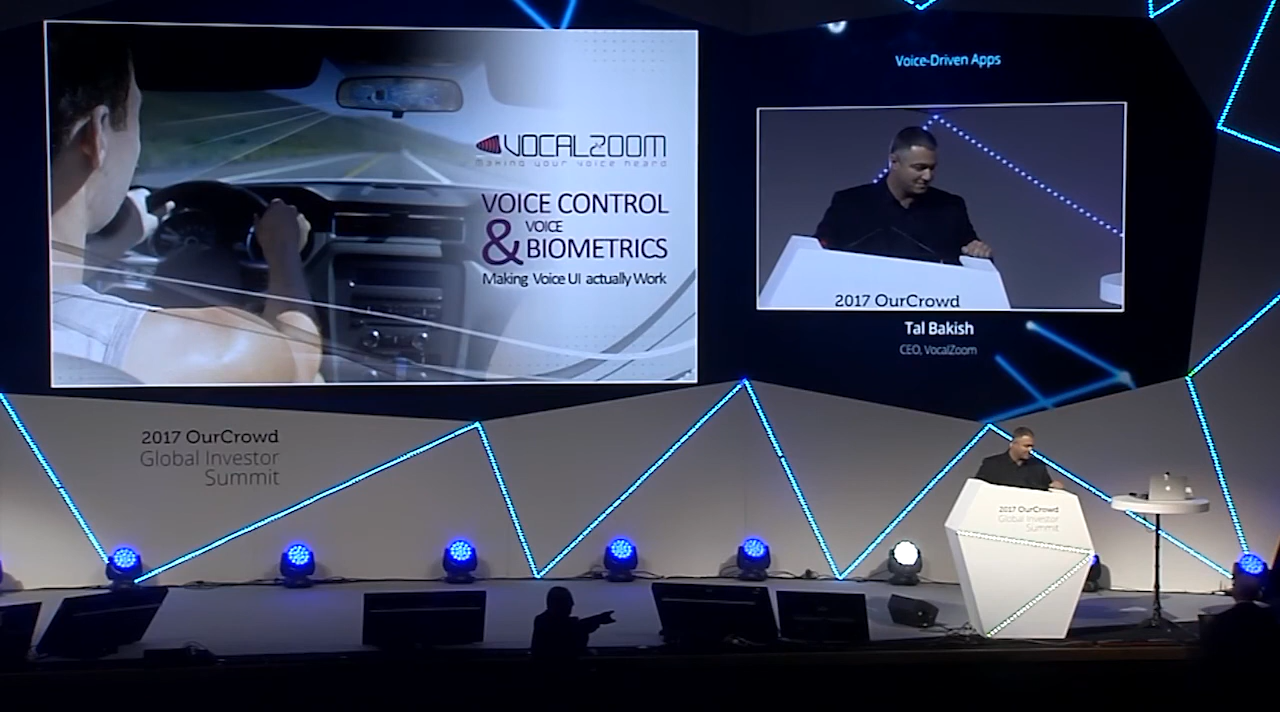 VOCALZOOM
making your voice heard
VOICE CONTROL
& VOICE
BIOMETRICS
Making Voice UI actually Work
Voice-Driven Apps
2017 OurCrowd
Tal Bakish
CEO, VocalZoom
2017 OurCrowd
Global Investor
Summit
2017 OurCrowd
Global Investor
Summit